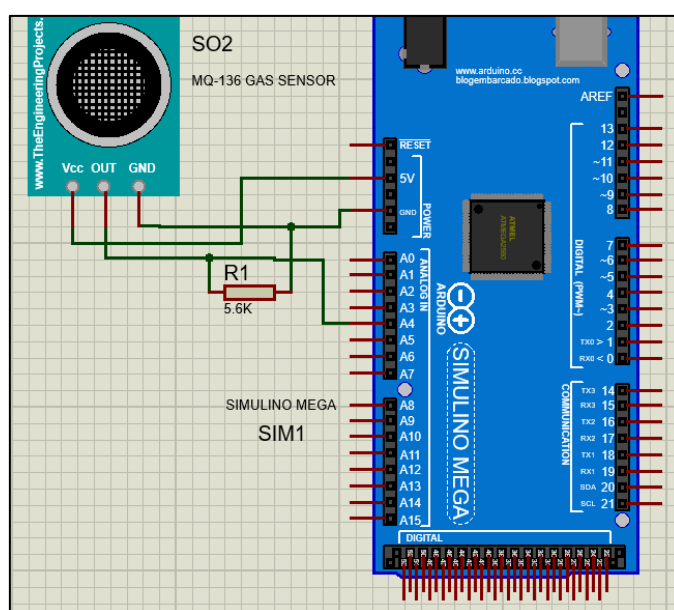 www.TheEngineeringProjects.
Vcc OUT GND
SO2
MQ-136 GAS SENSOR
R1
5.6K
SIMULINO MEGA
SIM1
www.arduino.cc
blogembarcado.blogspot.com
RESET
5V
GND
POWER
A0
A1
A2
A3
A4
A5
A6
A7
ANALOG IN
A8
A9
A10
A11
A12
A13
A14
A15
ATMEL
ARDUINO
SIMULINO MEGA
AREF
13
12
~11
~10
~9
8
7
~6
~5
4
~3
2
TX0 > 1
RX0 < 0
DIGITAL (PWM~)
TX3 14
RX3 15
TX2 16
RX2 17
TX1 18
RX1 19
SDA 20
SCL 21
COMMUNICATION
DIGITAL